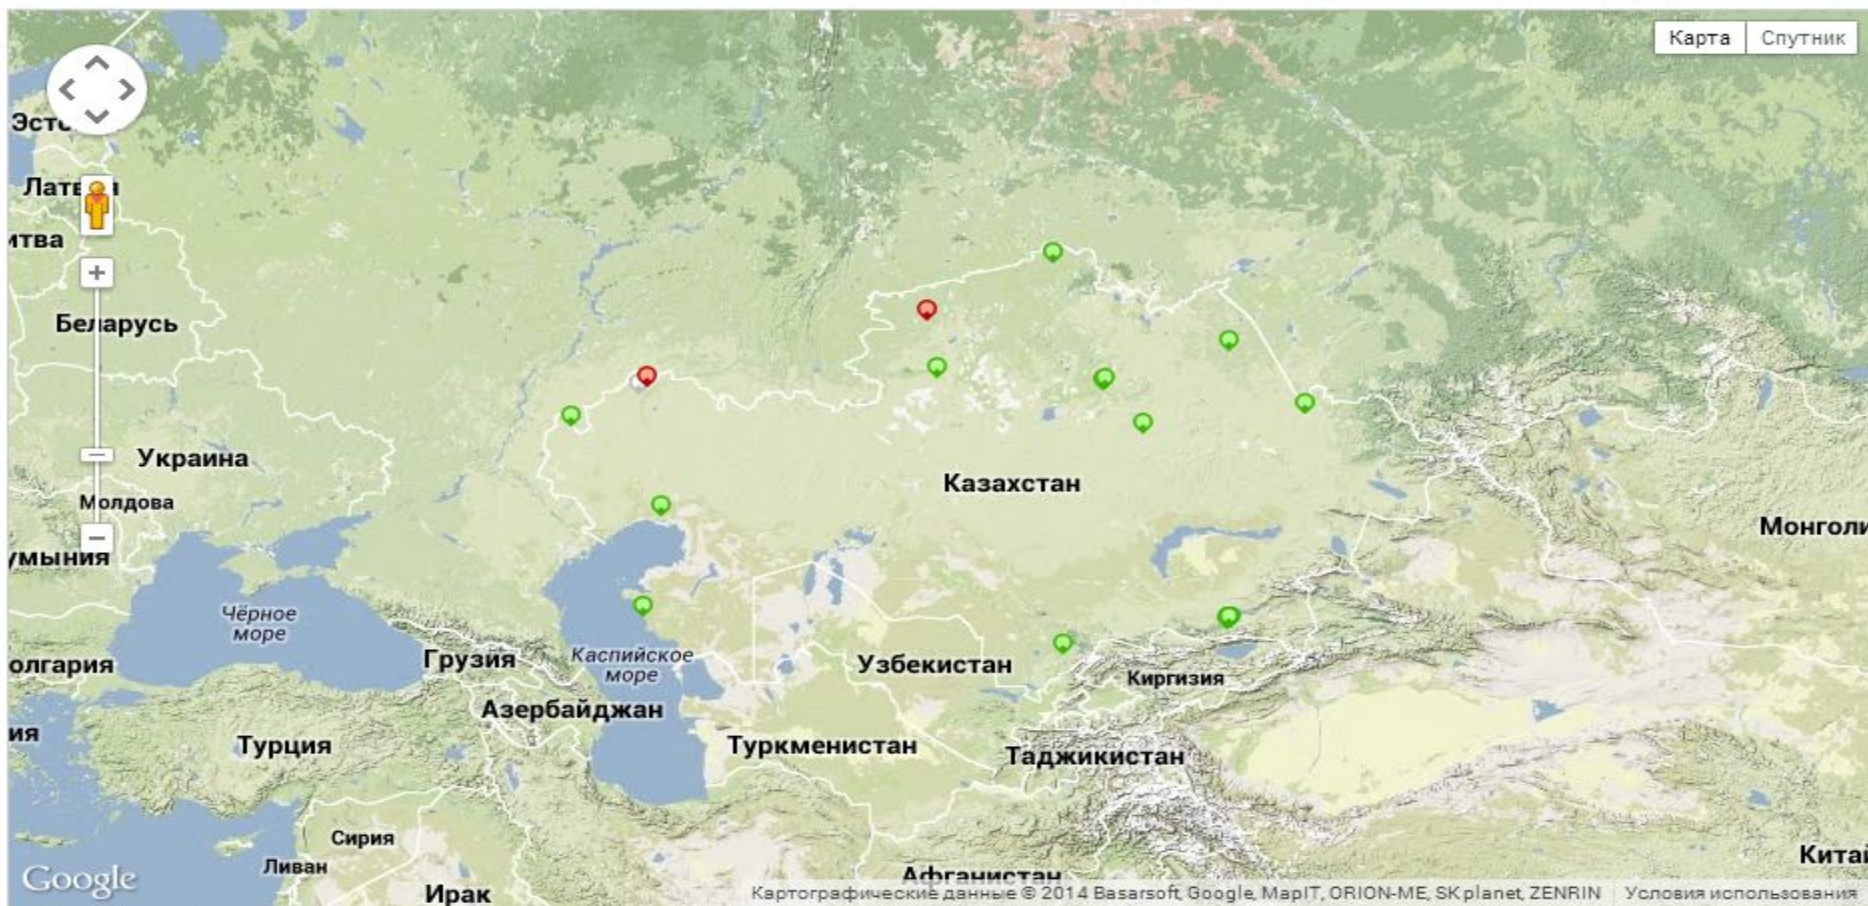 Карта Спутник
Эсто
Латвия
итва
Беларусь
Украина
Молдова
умыния
Казахстан
Монголи
Чёрное
море
олгария
Грузия
Каспийское
море
Узбекистан
Киргизия
Азербайджан
ия
Турция
Туркменистан
Таджикистан
Сирия
Ливан
Китай
Google
Афганистан
Ирак
Картографические данные © 2014 Basarsoft, Google, MapIT, ORION-ME, SK planet, ZENRIN Условия использования